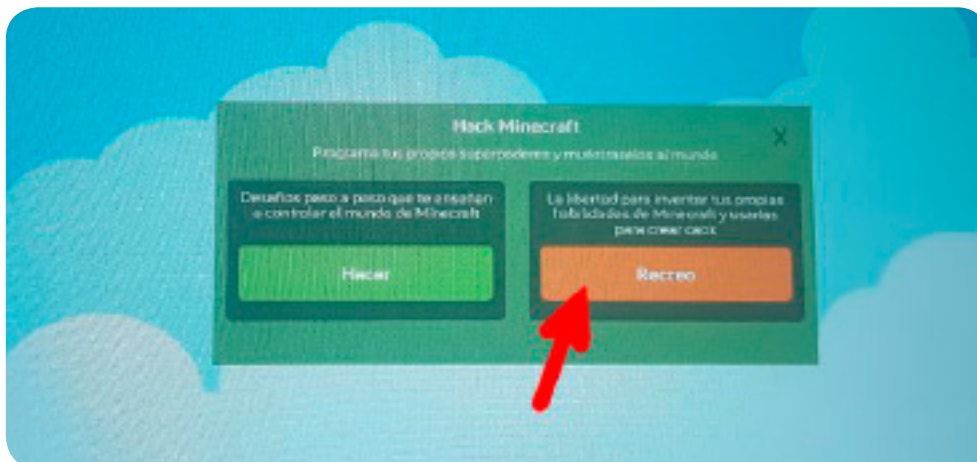 Hack Minecraft
X
Programa tus propios superpoderes y muéstraselos al mundo
Desafíos paso a paso que te enseñan
a controlar el mundo de Minecraft
Hacer
La libertad para inventar tus propias
habilidades de Minecraft y usarlas
para crear caos
Recreo